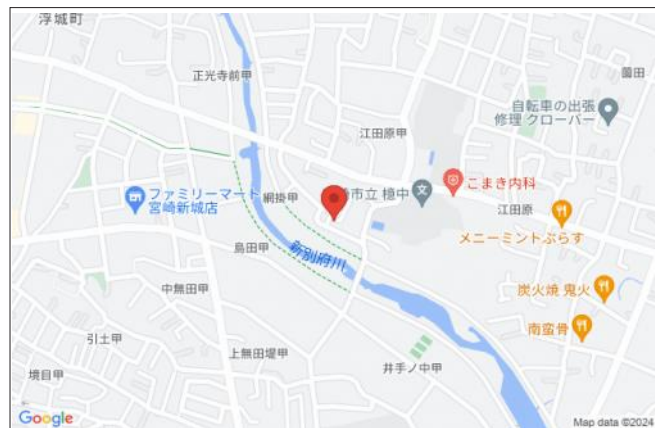 浮城町
正光寺前甲
薗田
自転車の出張
修理 クローバー
江田原甲
こまき内科
市立 檍中
網掛甲
ファミリーマート
宮崎新城店
江田原
メニーミントぷらす
島田甲
新別府川
中無田甲
炭火焼 鬼火
南蛮骨
引土甲
上無田堤甲
井手ノ中甲
境目甲
Google
Map data ©2024